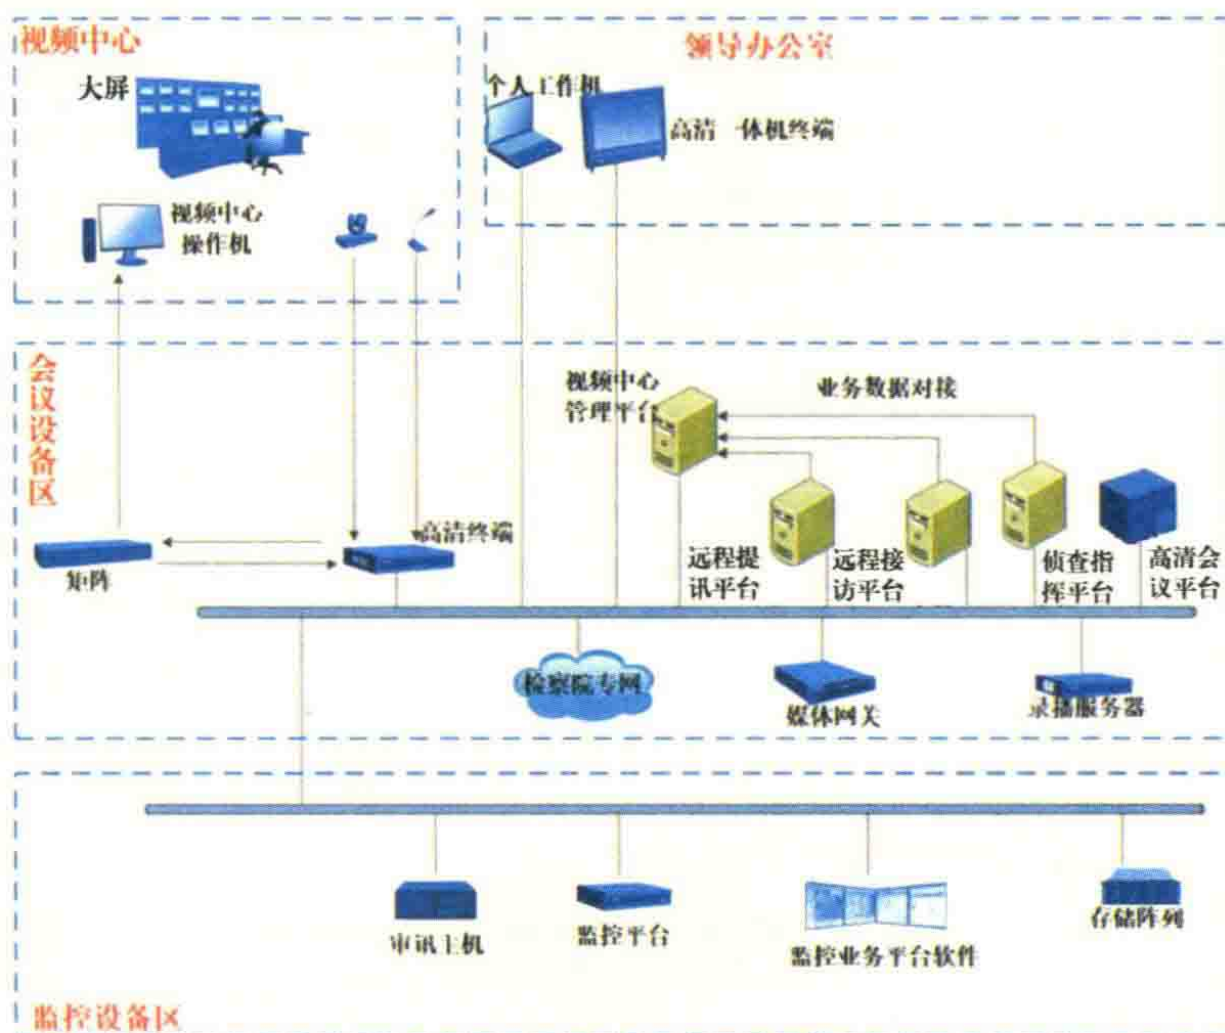 视频中心
领导办公室
大屏
个人工作机
高清一体机终端
视频中心
操作机
会议设备区
视频中心
管理平台
业务数据对接
高清终端
矩阵
远程提
讯平台
远程接
访平台
侦查指
挥平台
高清会
议平台
检察院专网
媒体网关
录播服务器
审讯主机
监控平台
监控业务平台软件
存储阵列
监控设备区